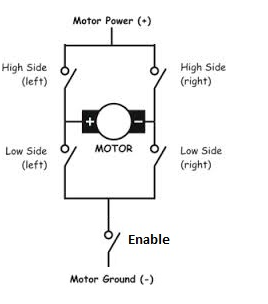 Motor Power (+)
High Side
(left)
High Side
(right)
+
−
MOTOR
Low Side
(left)
Low Side
(right)
Enable
Motor Ground (-)